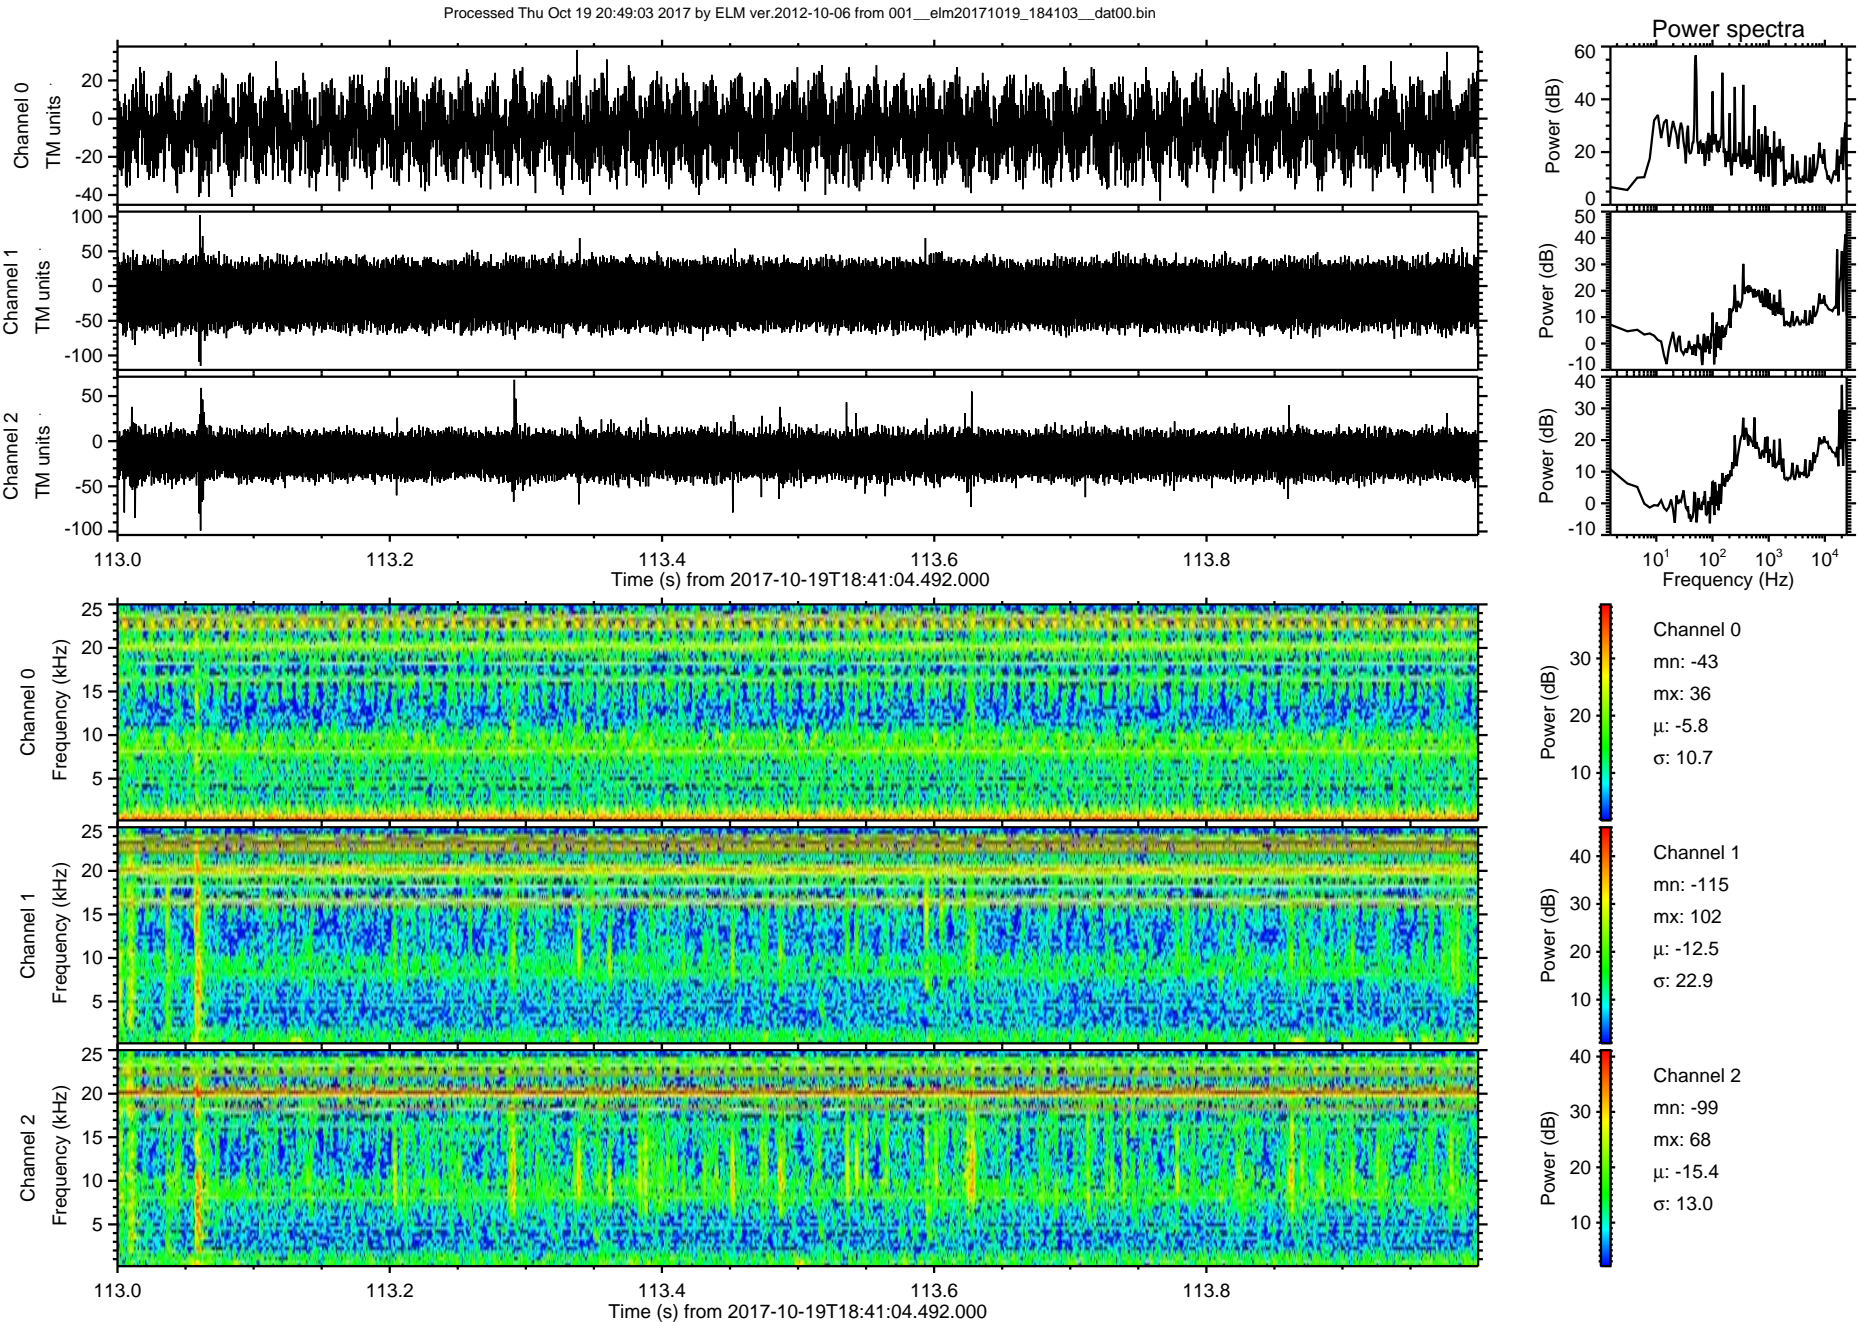 Processed Thu Oct 19 20:49:03 2017 by ELM ver.2012-10-06 from 001__elm20171019_184103__dat00.bin
Power spectra
Channel 0
TM units
20
0
-20
-40
Power (dB)
60
40
20
0
Channel 1
TM units
100
50
0
-50
-100
Power (dB)
50
40
30
20
10
0
-10
Channel 2
TM units
50
0
-50
-100
Power (dB)
40
30
20
10
0
-10
113.0 113.2 113.4 113.6 113.8
Time (s) from 2017-10-19T18:41:04.492.000
10^1 10^2 10^3 10^4
Frequency (Hz)
Channel 0
Frequency (kHz)
25
20
15
10
5
Power (dB)
30
20
10
Channel 0
mn: -43
mx: 36
μ: -5.8
σ: 10.7
Channel 1
Frequency (kHz)
25
20
15
10
5
Power (dB)
40
30
20
10
Channel 1
mn: -115
mx: 102
μ: -12.5
σ: 22.9
Channel 2
Frequency (kHz)
25
20
15
10
5
Power (dB)
40
30
20
10
Channel 2
mn: -99
mx: 68
μ: -15.4
σ: 13.0
113.0 113.2 113.4 113.6 113.8
Time (s) from 2017-10-19T18:41:04.492.000